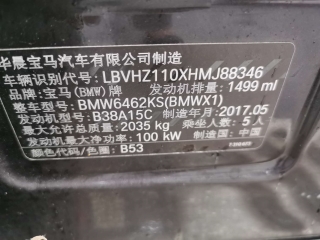 华晨宝马汽车有限公司制造
车辆识别代号: LBVHZ110XHMJ88346
品牌: 宝马(BMW)牌 发动机排量: 1499 ml
整车型号: BMW6462KS(BMWX1)
发动机型号: B38A15C 制造年月: 2017.05
最大允许总质量: 2035 kg 乘坐人数: 5人
发动机最大净功率: 100 kW 制造国: 中国
颜色代码/色圈: B53